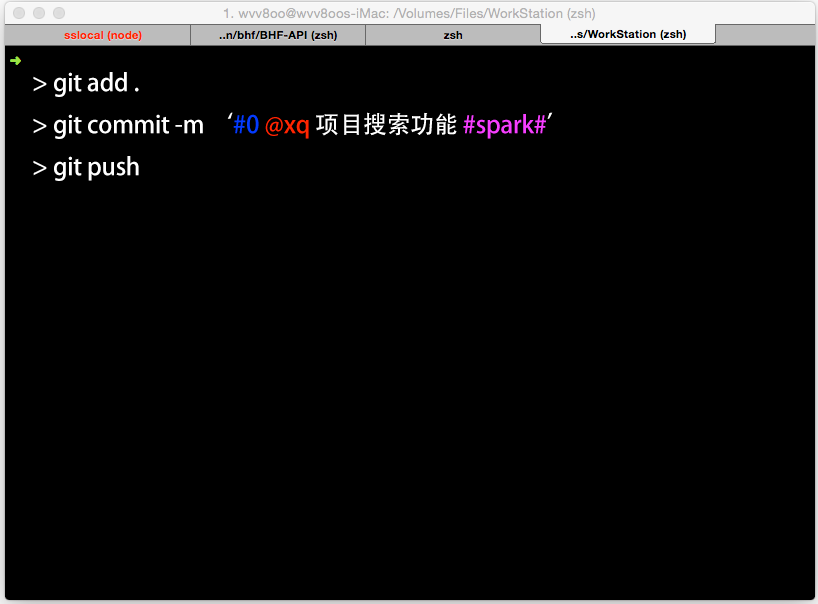 1. wvv8oo@wvv8oos-iMac: /Volumes/Files/WorkStation (zsh)
sslocal (node) ..n/bhf/BHF-API (zsh) zsh ..s/WorkStation (zsh)
➜
> git add .
> git commit -m ‘#0 @xq 项目搜索功能 #spark#’
> git push